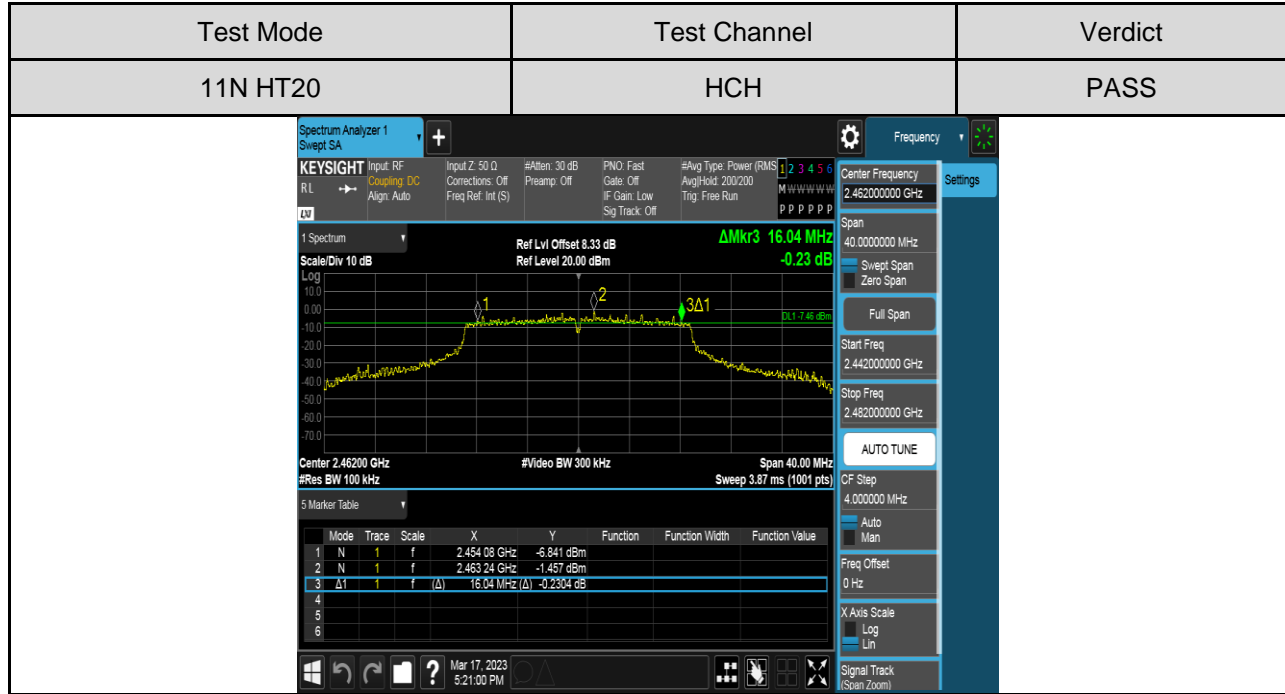 Test Mode Test Channel Verdict
11N HT20 HCH PASS
Spectrum Analyzer 1
Swept SA
+
Frequency
KEYSIGHT Input: RF Input Z: 50 Ω #Atten: 30 dB PNO: Fast #Avg Type: Power (RMS 1 2 3 4 5 6
RL Coupling: DC Corrections: Off Preamp: Off Gate: Off Avg|Hold: 200/200 M W W W W W
Align: Auto Freq Ref: Int (S) IF Gain: Low Trig: Free Run
LXI Sig Track: Off P P P P P P
Center Frequency
2.462000000 GHz
Settings
Span
40.0000000 MHz
Swept Span
Zero Span
Full Span
Start Freq
2.442000000 GHz
Stop Freq
2.482000000 GHz
AUTO TUNE
CF Step
4.000000 MHz
Auto
Man
Freq Offset
0 Hz
X Axis Scale
Log
Lin
Signal Track
(Span Zoom)
1 Spectrum
Ref Lvl Offset 8.33 dB ΔMkr3 16.04 MHz
Scale/Div 10 dB Ref Level 20.00 dBm -0.23 dB
Log
10.0
0.00
-10.0
-20.0
-30.0
-40.0
-50.0
-60.0
-70.0
1
2
3Δ1
DL1 -7.46 dBm
Center 2.46200 GHz #Video BW 300 kHz Span 40.00 MHz
#Res BW 100 kHz Sweep 3.87 ms (1001 pts)
5 Marker Table
Mode Trace Scale X Y Function Function Width Function Value
1 N 1 f 2.454 08 GHz -6.841 dBm
2 N 1 f 2.463 24 GHz -1.457 dBm
3 Δ1 1 f (Δ) 16.04 MHz (Δ) -0.2304 dB
4
5
6
?
Mar 17, 2023
5:21:00 PM